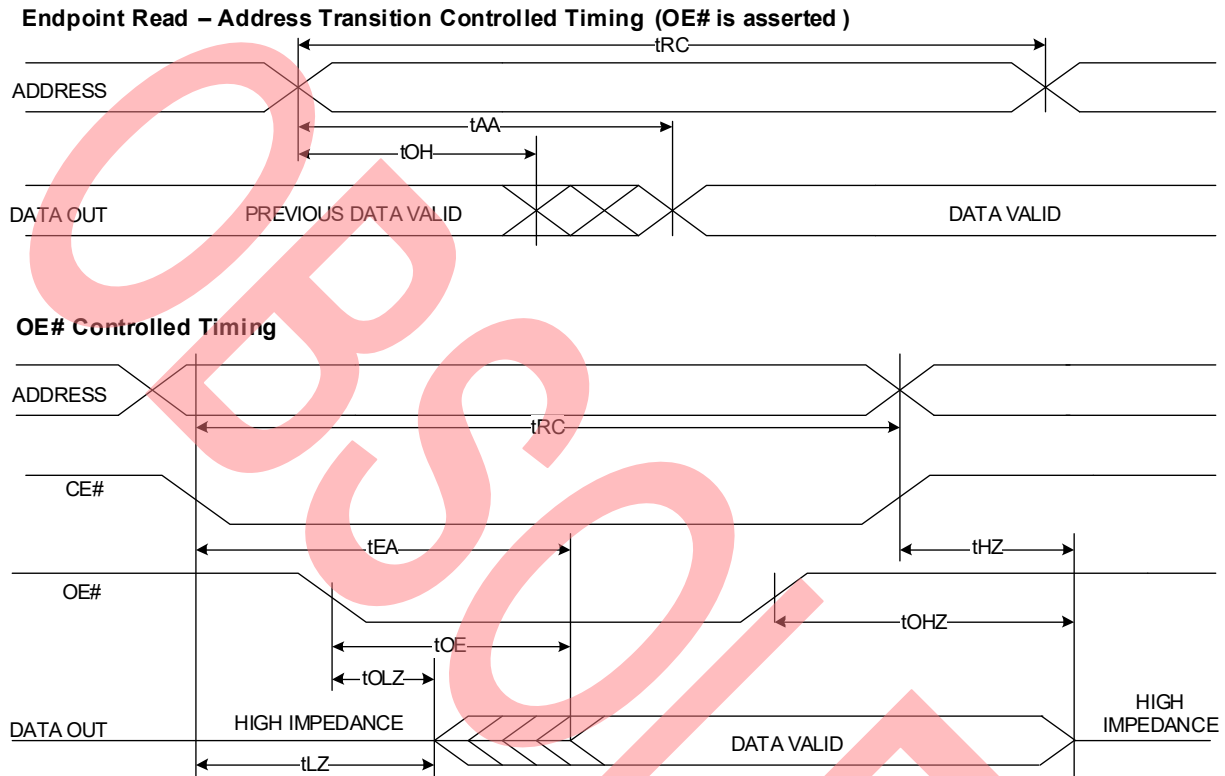 Endpoint Read – Address Transition Controlled Timing (OE# is asserted )
tRC
ADDRESS
tAA
tOH
DATA OUT PREVIOUS DATA VALID DATA VALID
OE# Controlled Timing
ADDRESS
tRC
CE#
tEA tHZ
OE#
tOHZ
tOE
tOLZ
HIGH IMPEDANCE HIGH IMPEDANCE
DATA OUT DATA VALID
tLZ
OBSOL